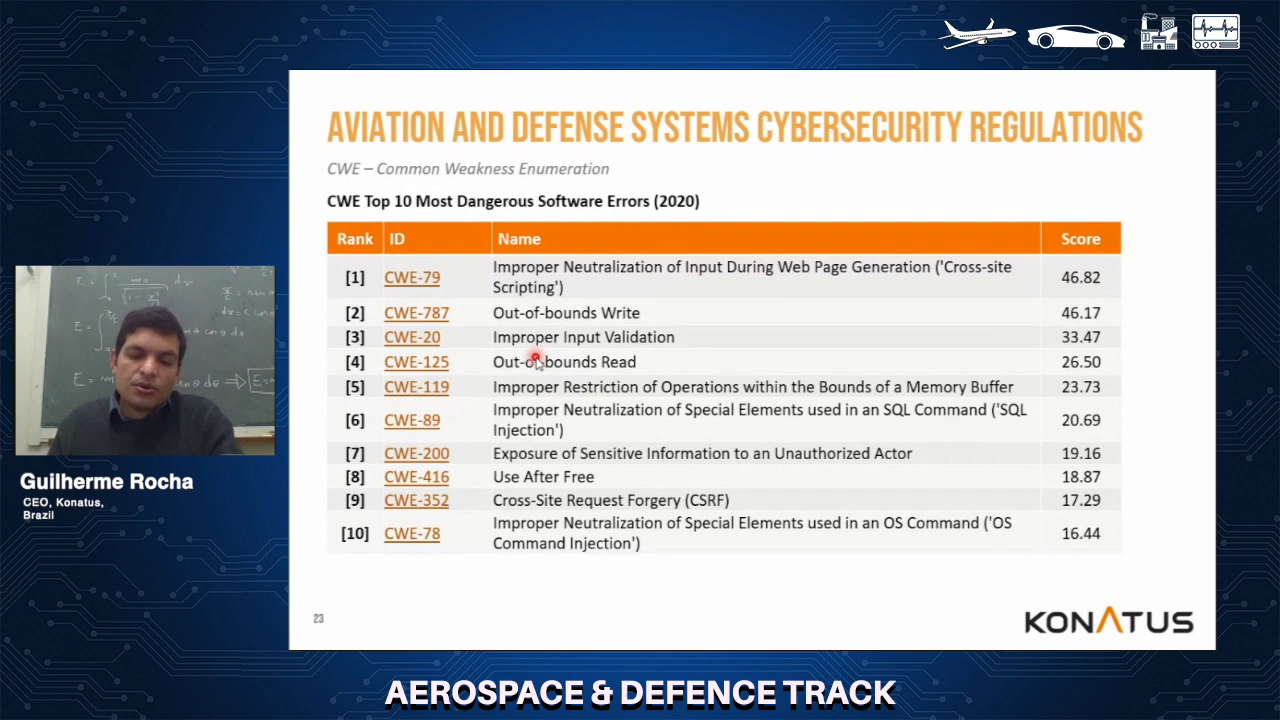 AVIATION AND DEFENSE SYSTEMS CYBERSECURITY REGULATIONS
CWE – Common Weakness Enumeration
CWE Top 10 Most Dangerous Software Errors (2020)
Rank ID Name Score
[1] CWE-79 Improper Neutralization of Input During Web Page Generation ('Cross-site
Scripting') 46.82
[2] CWE-787 Out-of-bounds Write 46.17
[3] CWE-20 Improper Input Validation 33.47
[4] CWE-125 Out-of-bounds Read 26.50
[5] CWE-119 Improper Restriction of Operations within the Bounds of a Memory Buffer 23.73
[6] CWE-89 Improper Neutralization of Special Elements used in an SQL Command ('SQL
Injection') 20.69
[7] CWE-200 Exposure of Sensitive Information to an Unauthorized Actor 19.16
[8] CWE-416 Use After Free 18.87
[9] CWE-352 Cross-Site Request Forgery (CSRF) 17.29
[10] CWE-78 Improper Neutralization of Special Elements used in an OS Command ('OS
Command Injection') 16.44
23
KONATUS
Guilherme Rocha
CEO, Konatus,
Brazil
AEROSPACE & DEFENCE TRACK